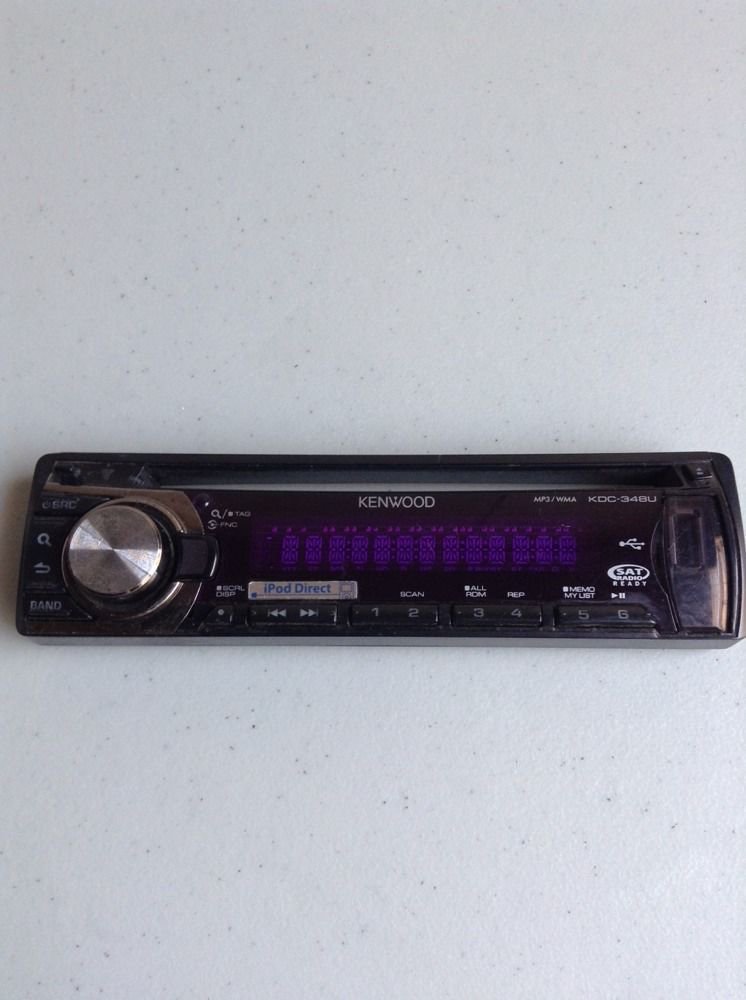 KENWOOD
MP3/WMA KDC-348U
SRC
TAG
FNC
SAT
RADIO
READY
SCRL
DISP
iPod Direct
SCAN
ALL
RDM
REP
MEMO
MY LIST
BAND
1 2 3 4 5 6